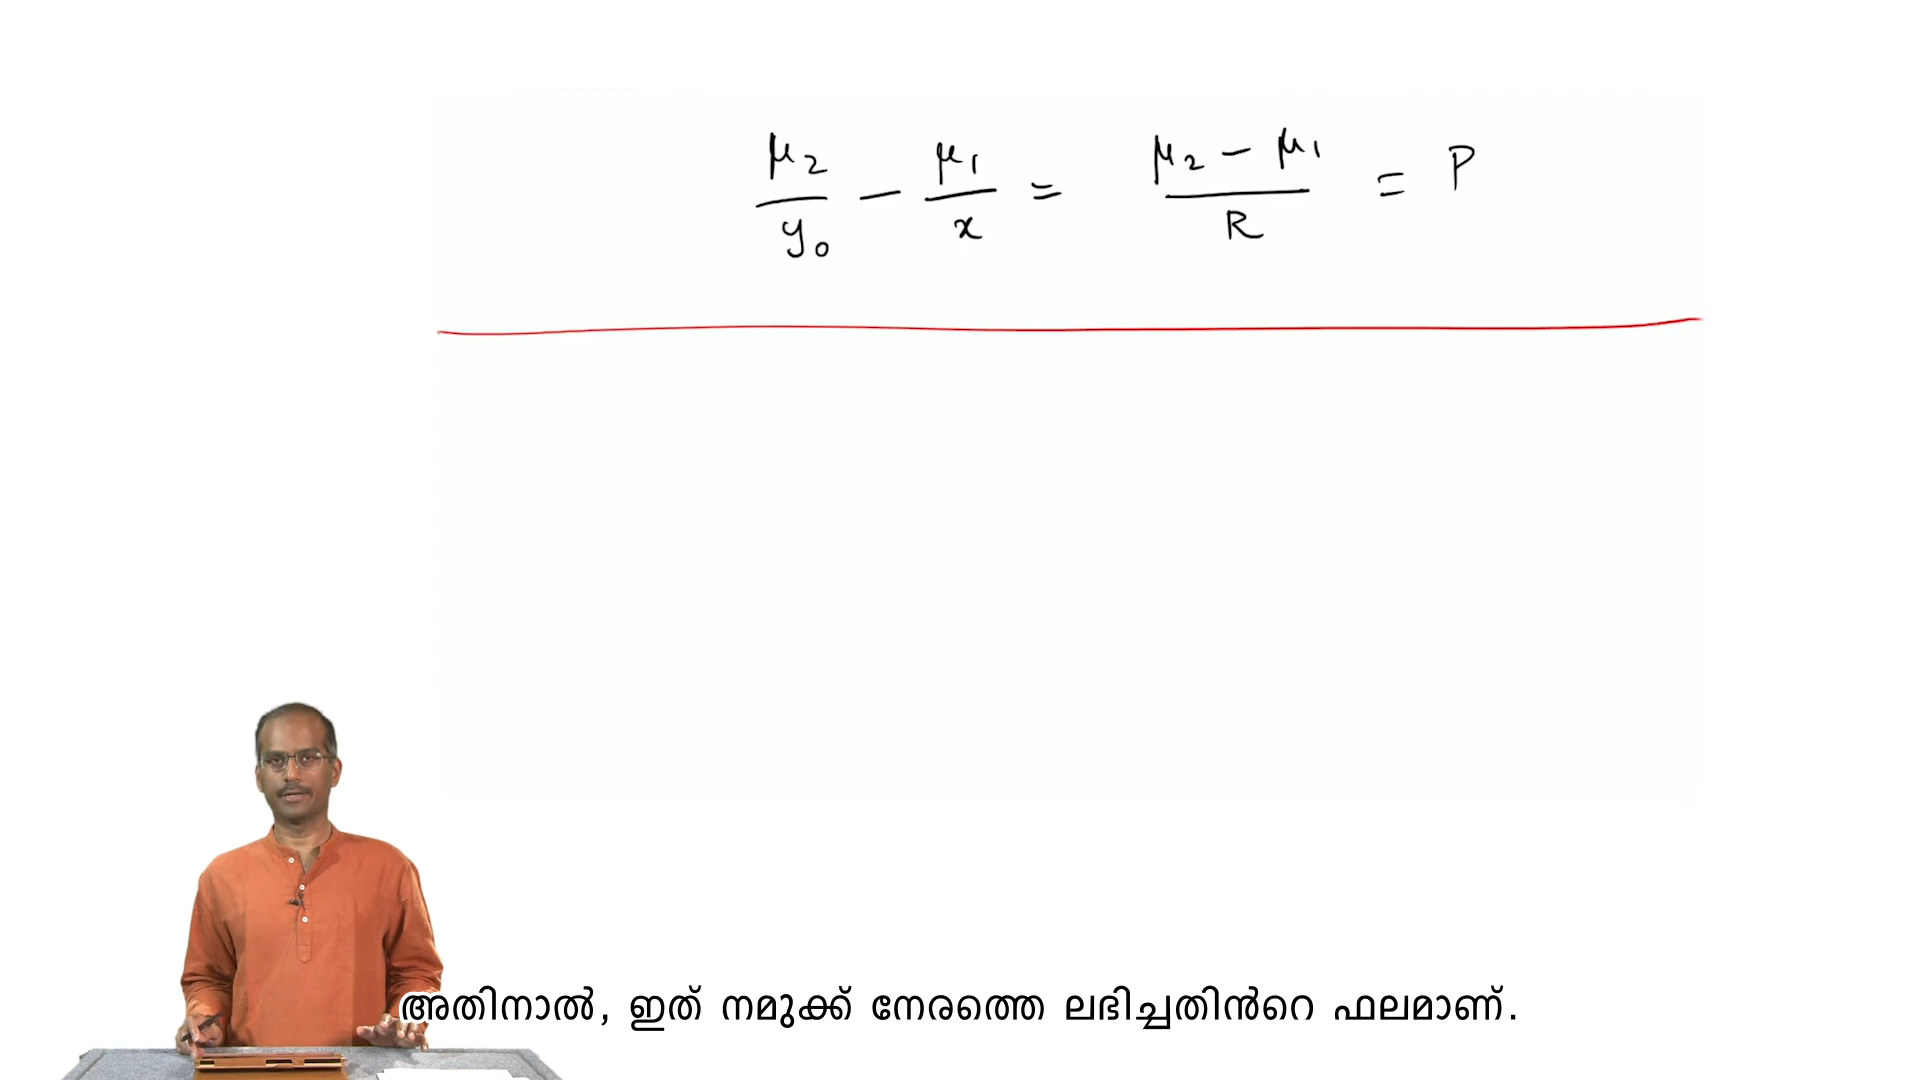 μ₂/y₀ − μ₁/x = (μ₂ − μ₁)/R = P
അതിനാൽ, ഇത് നമുക്ക് നേരത്തെ ലഭിച്ചതിൻറെ ഫലമാണ്.